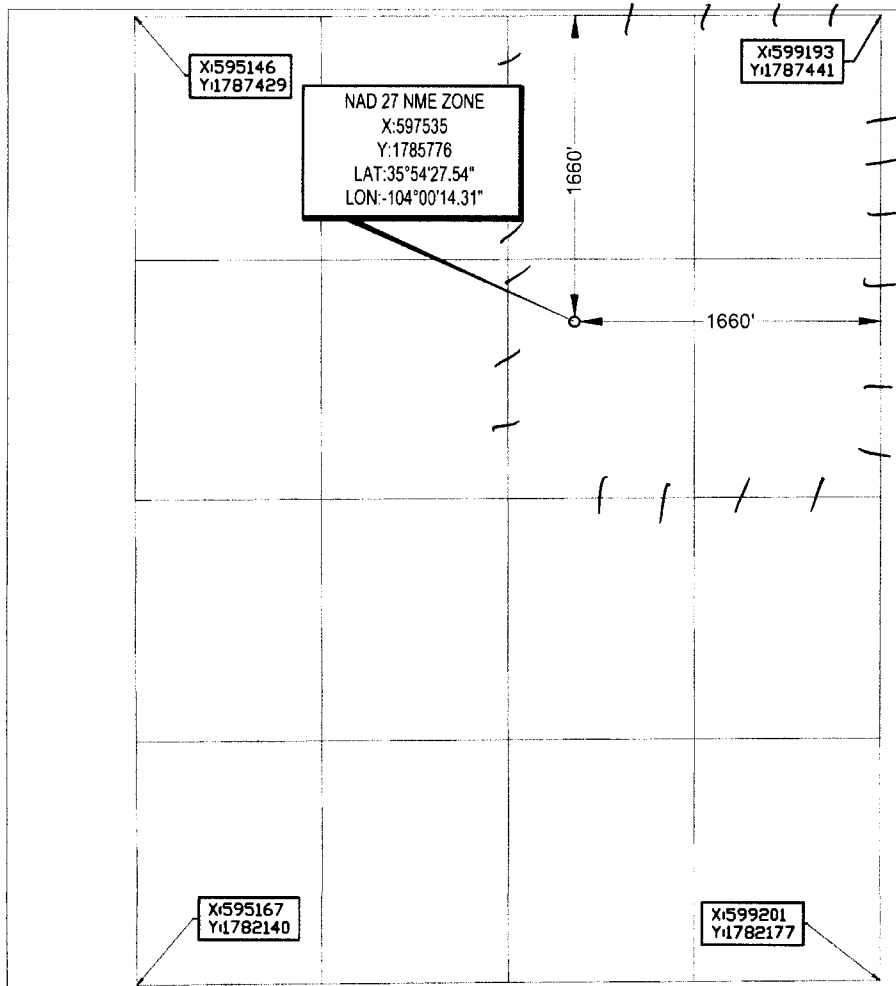 X:595146
Y:1787429
X:599193
Y:1787441
NAD 27 NME ZONE
X:597535
Y:1785776
LAT:35°54'27.54"
LON:-104°00'14.31"
1660'
1660'
X:595167
Y:1782140
X:599201
Y:1782177